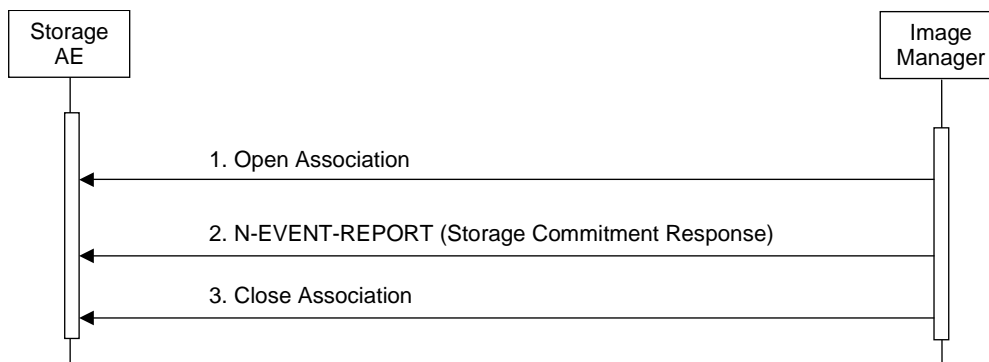 Storage
AE
Image
Manager
1. Open Association
2. N-EVENT-REPORT (Storage Commitment Response)
3. Close Association